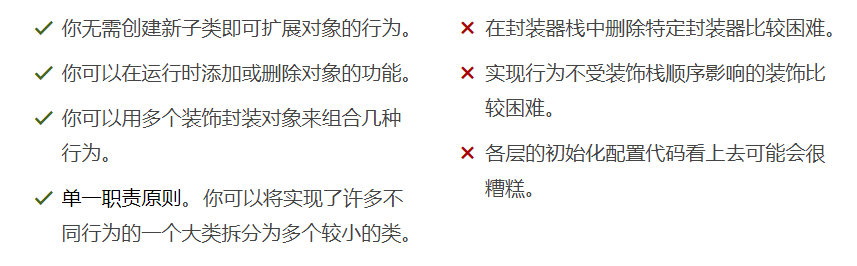 你无需创建新子类即可扩展对象的行为。
你可以在运行时添加或删除对象的功能。
你可以用多个装饰封装对象来组合几种
行为。
单一职责原则。你可以将实现了许多不
同行为的一个大类拆分为多个较小的类。
在封装器栈中删除特定封装器比较困难。
实现行为不受装饰栈顺序影响的装饰比
较困难。
各层的初始化配置代码看上去可能会很
糟糕。